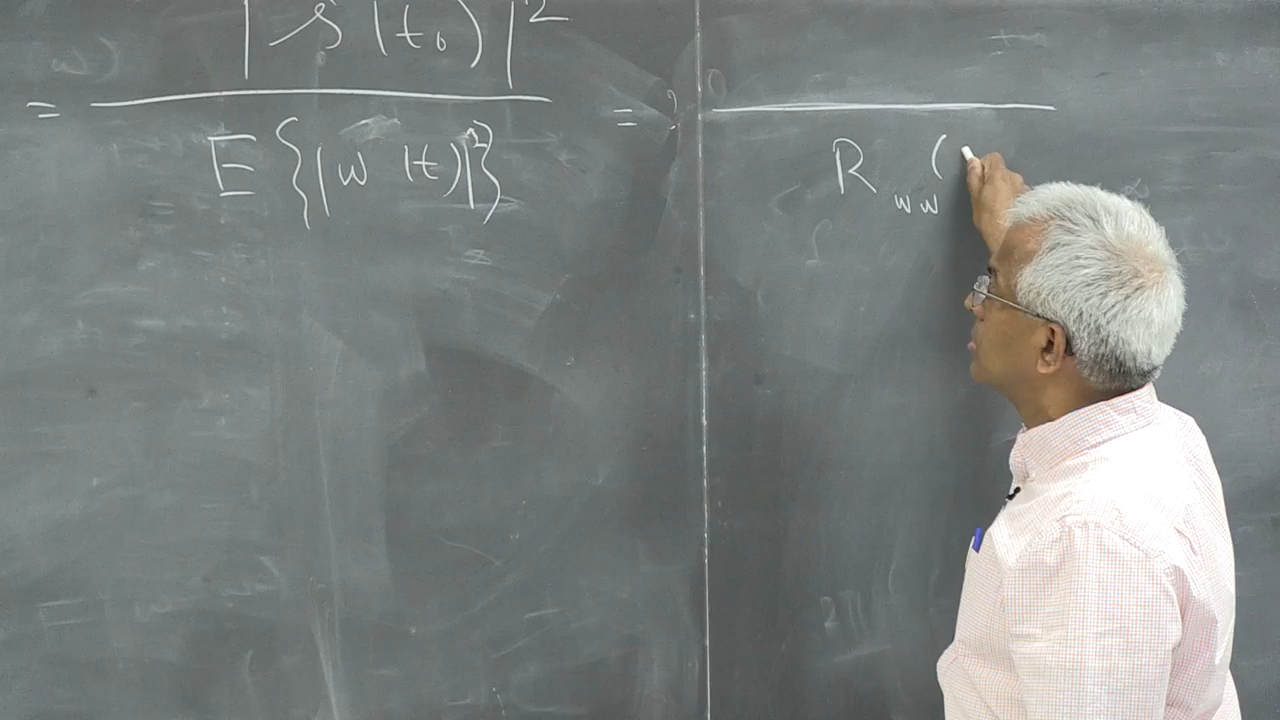 = |s(t₀)|² / E{|w(t)|²} = / R_ww(